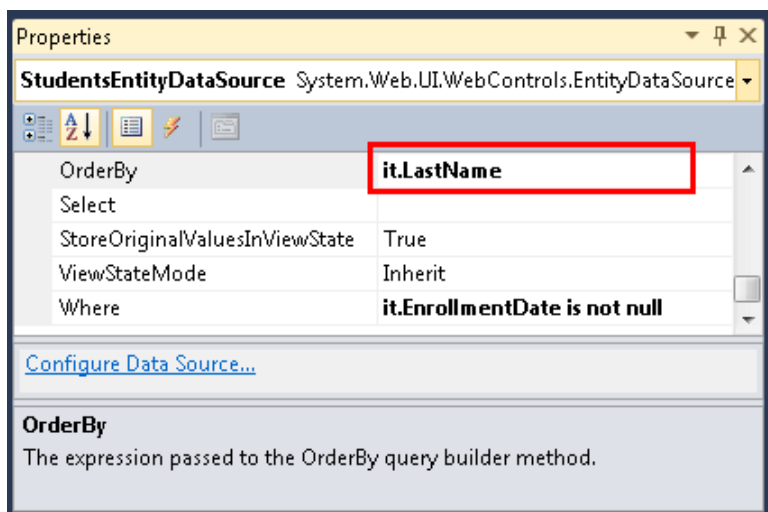 Properties
StudentsEntityDataSource System.Web.UI.WebControls.EntityDataSource
OrderBy it.LastName
Select
StoreOriginalValuesInViewState True
ViewStateMode Inherit
Where it.EnrollmentDate is not null
Configure Data Source...
OrderBy
The expression passed to the OrderBy query builder method.